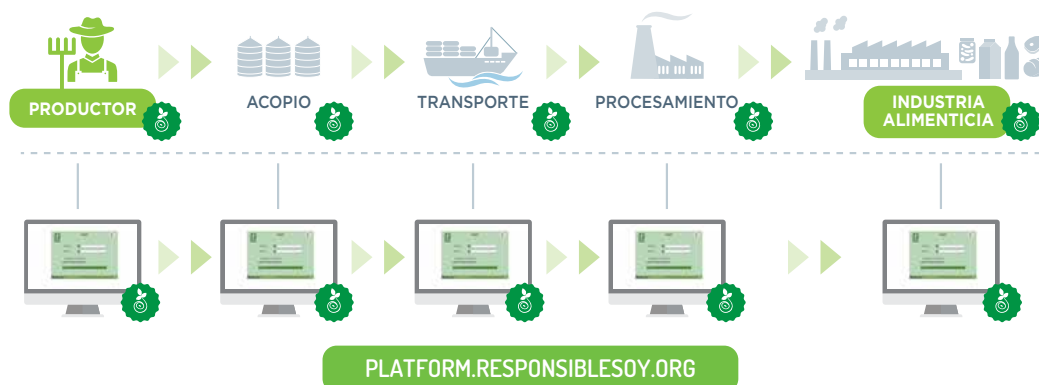 PRODUCTOR
ACOPIO
TRANSPORTE
PROCESAMIENTO
INDUSTRIA
ALIMENTICIA
PLATFORM.RESPONSIBLESOY.ORG